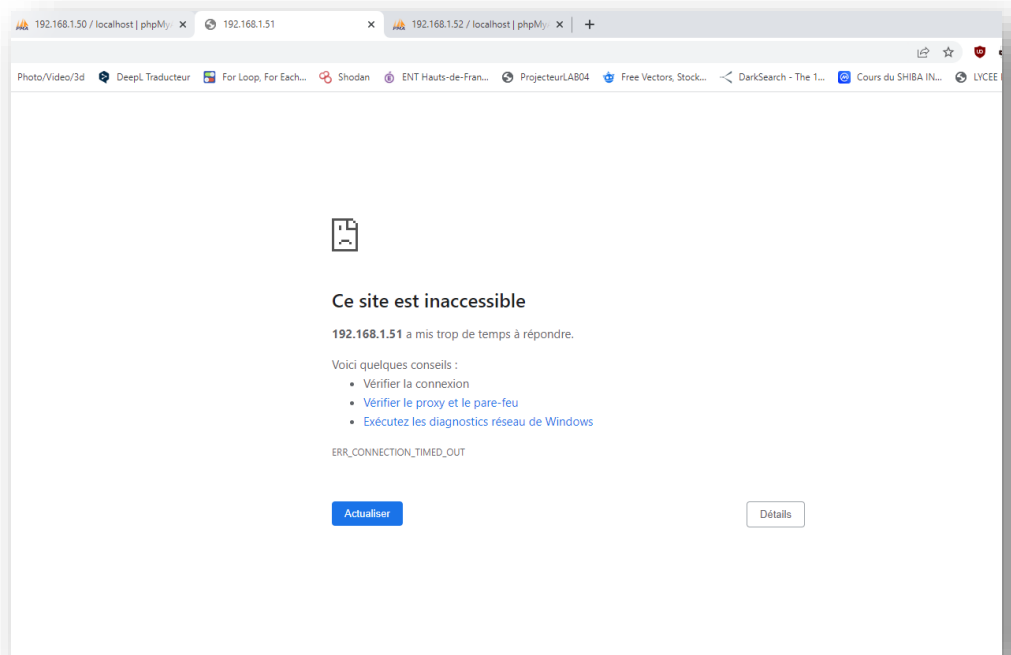 192.168.1.50 / localhost | phpMy
192.168.1.51
192.168.1.52 / localhost | phpMy
Photo/Video/3d DeepL Traducteur For Loop, For Each... Shodan ENT Hauts-de-Fran... ProjecteurLAB04 Free Vectors, Stock... DarkSearch - The 1... Cours du SHIBA IN... LYCEE
Ce site est inaccessible
192.168.1.51 a mis trop de temps à répondre.
Voici quelques conseils :
Vérifier la connexion
Vérifier le proxy et le pare-feu
Exécutez les diagnostics réseau de Windows
ERR_CONNECTION_TIMED_OUT
Actualiser
Détails